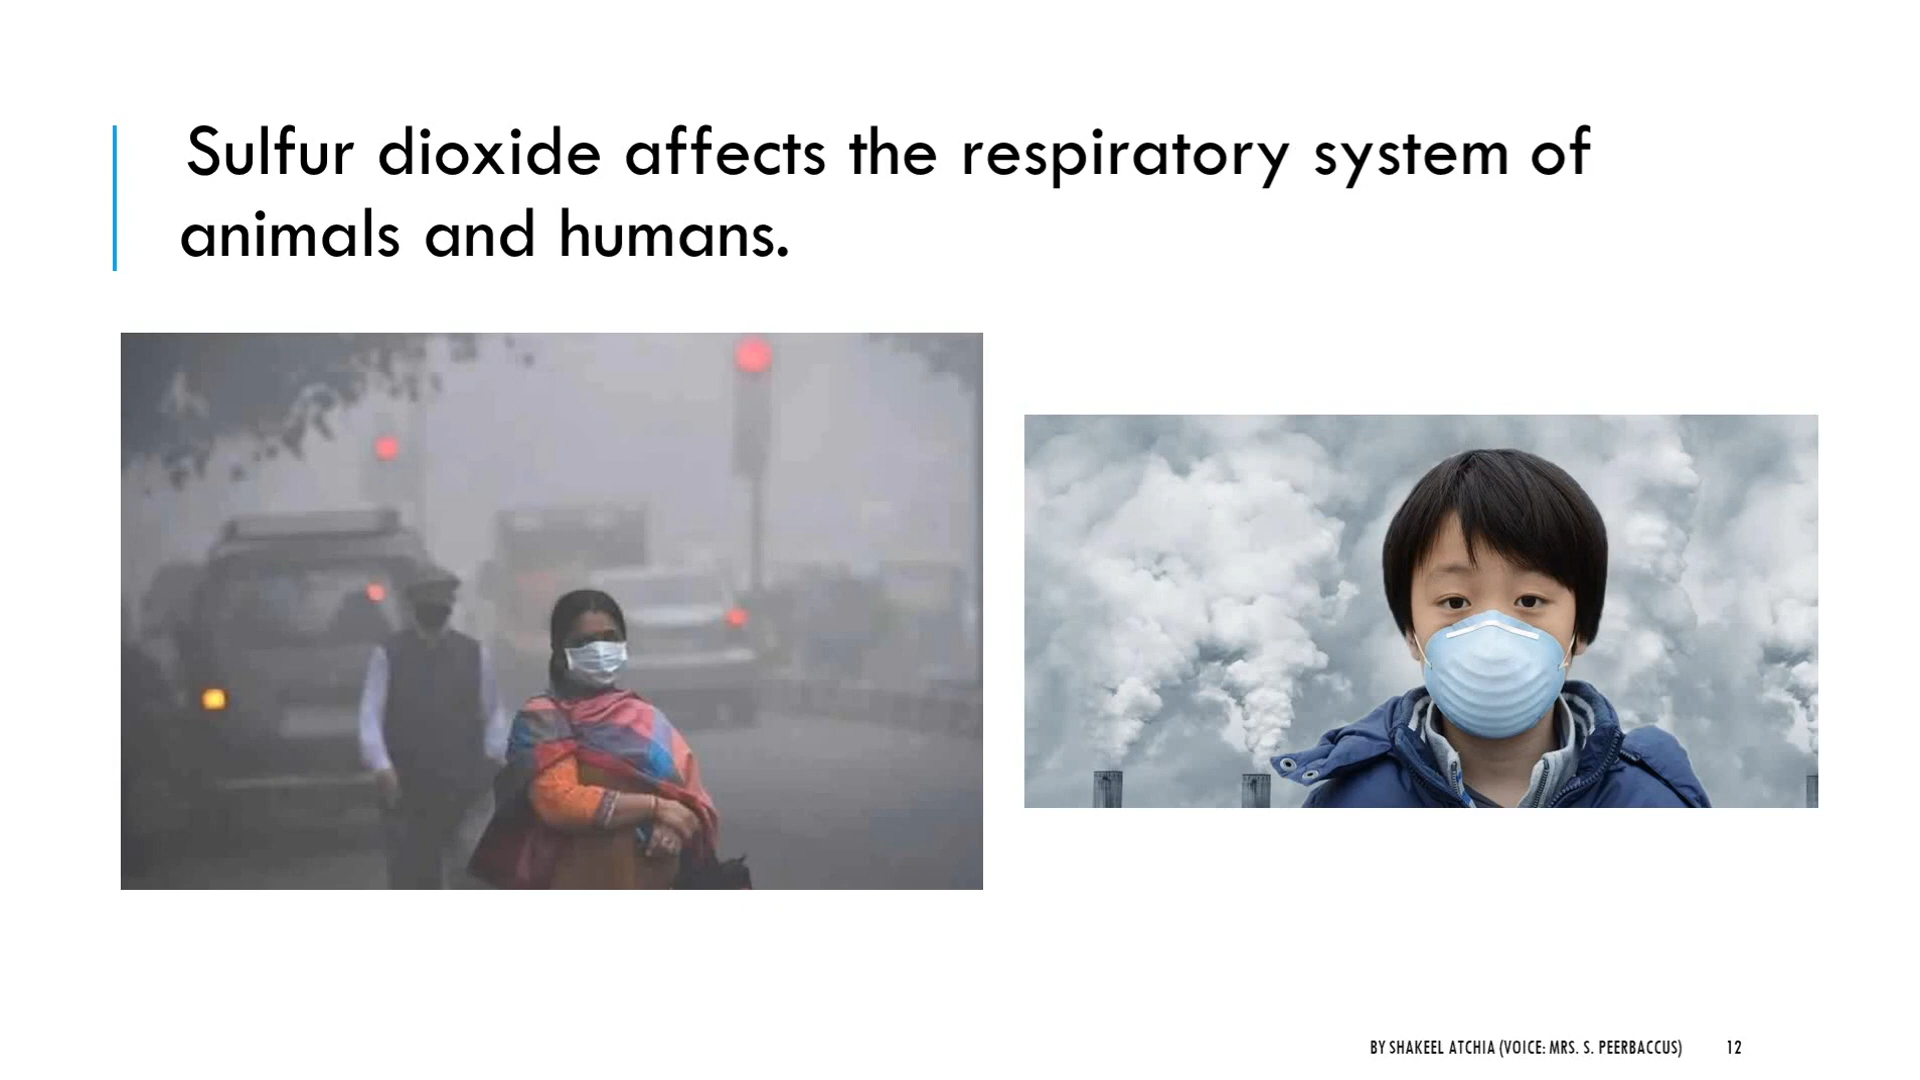 Sulfur dioxide affects the respiratory system of
animals and humans.
BY SHAKEEL ATCHIA (VOICE: MRS. S. PEERBACCUS) 12